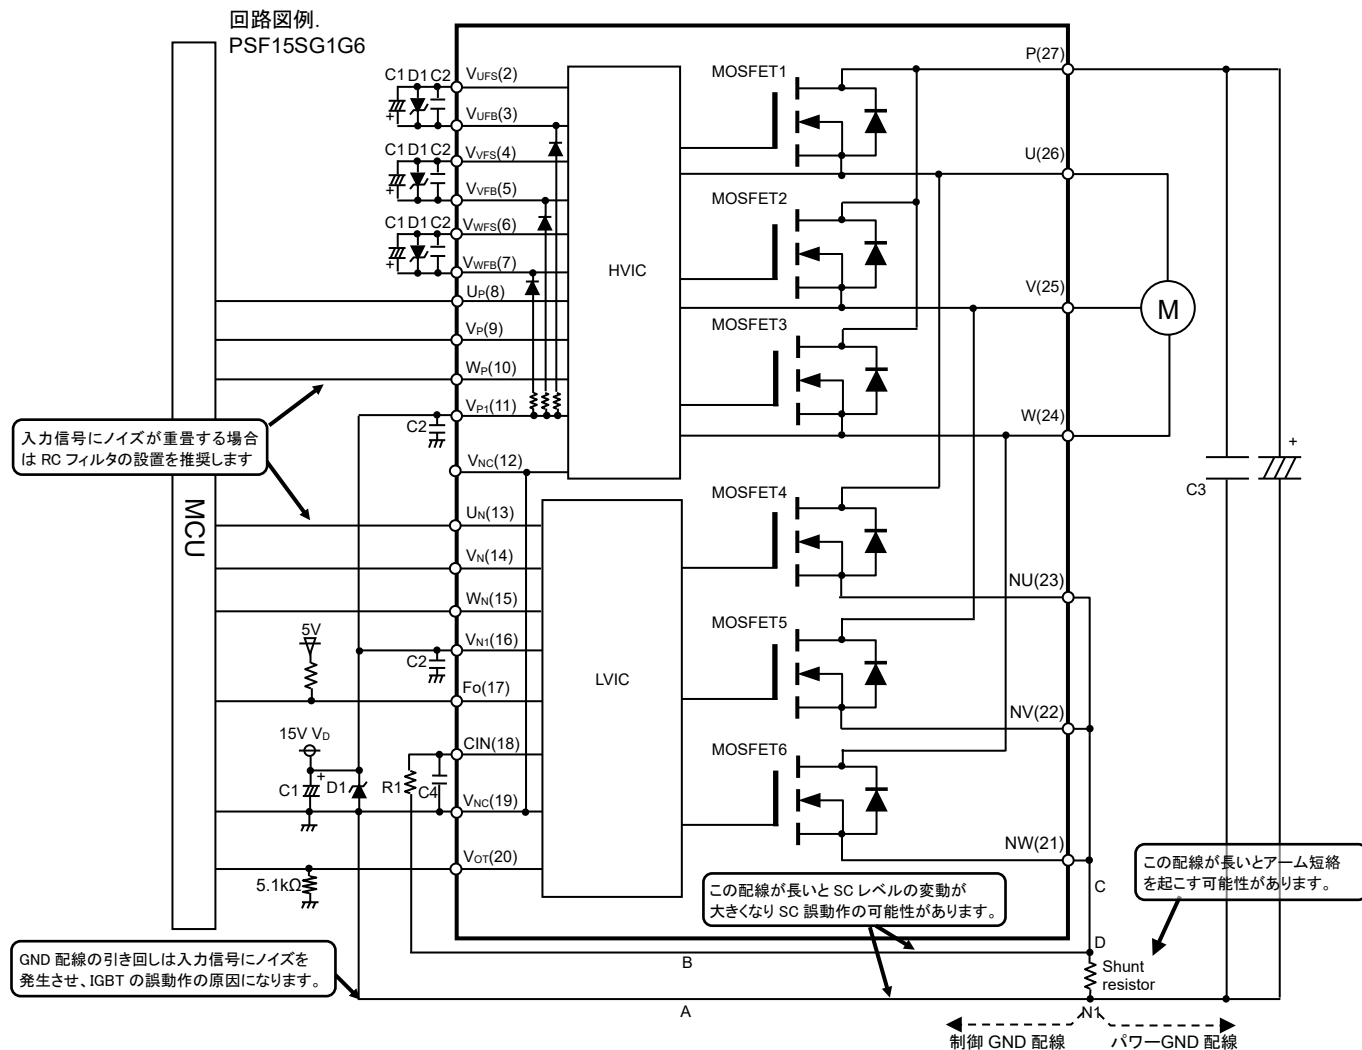 回路図例.
PSF15SG1G6
C1 D1 C2
VUFS(2)
VUFB(3)
C1 D1 C2
VVFS(4)
VVFB(5)
C1 D1 C2
VWFS(6)
VWFB(7)
UP(8)
VP(9)
WP(10)
VP1(11)
C2
VNC(12)
UN(13)
VN(14)
WN(15)
VN1(16)
C2
5V
Fo(17)
15V VD
CIN(18)
C1
+
D1
R1
C4
VNC(19)
VOT(20)
5.1kΩ
MCU
HVIC
LVIC
MOSFET1
MOSFET2
MOSFET3
MOSFET4
MOSFET5
MOSFET6
P(27)
U(26)
V(25)
W(24)
NU(23)
NV(22)
NW(21)
M
C3
+
入力信号にノイズが重畳する場合
は RC フィルタの設置を推奨します
この配線が長いと SC レベルの変動が
大きくなり SC 誤動作の可能性があります。
この配線が長いとアーム短絡
を起こす可能性があります。
GND 配線の引き回しは入力信号にノイズを
発生させ、IGBT の誤動作の原因になります。
C
D
B
Shunt
resistor
A
N1
制御 GND 配線
パワーGND 配線